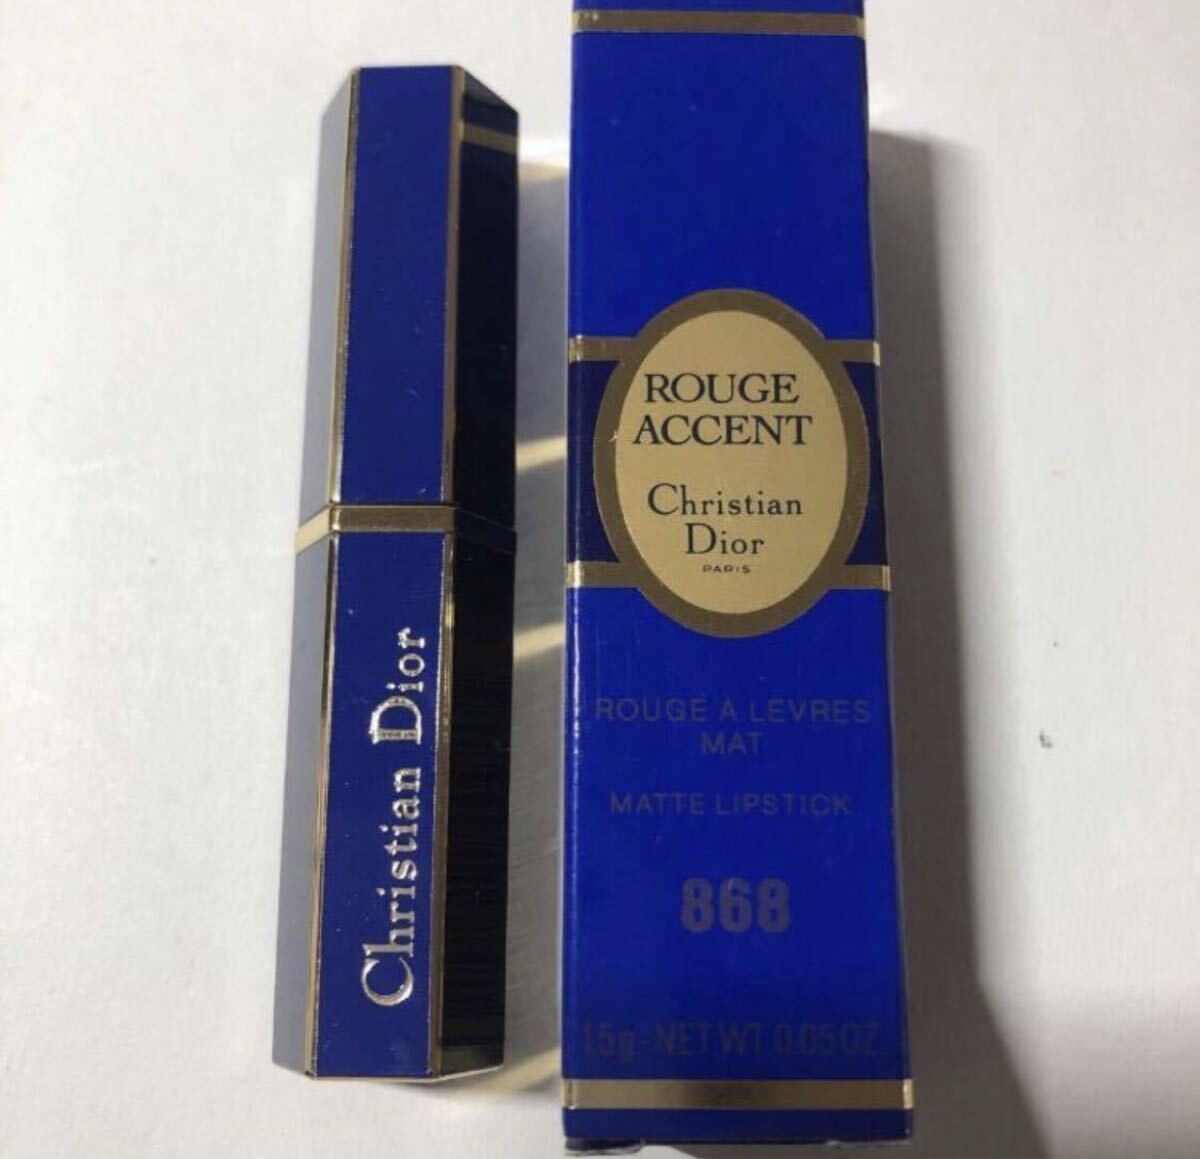 Christian Dior
ROUGE
ACCENT
Christian
Dior
PARIS
ROUGE A LEVRES
MAT
MATTE LIPSTICK
868
1.5g-NET WT.0.05 OZ